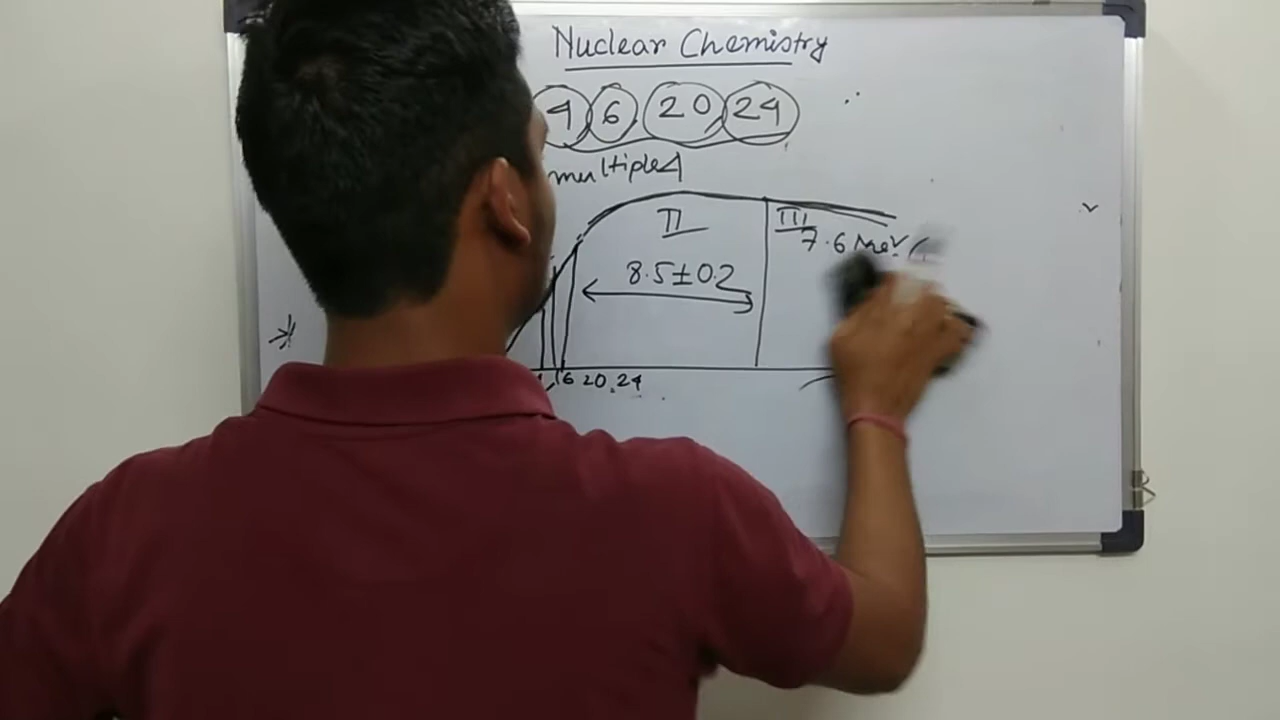 Nuclear Chemistry
4 6 20 24
multiple 4
II III
7.6 MeV
8.5±0.2
16 20, 24